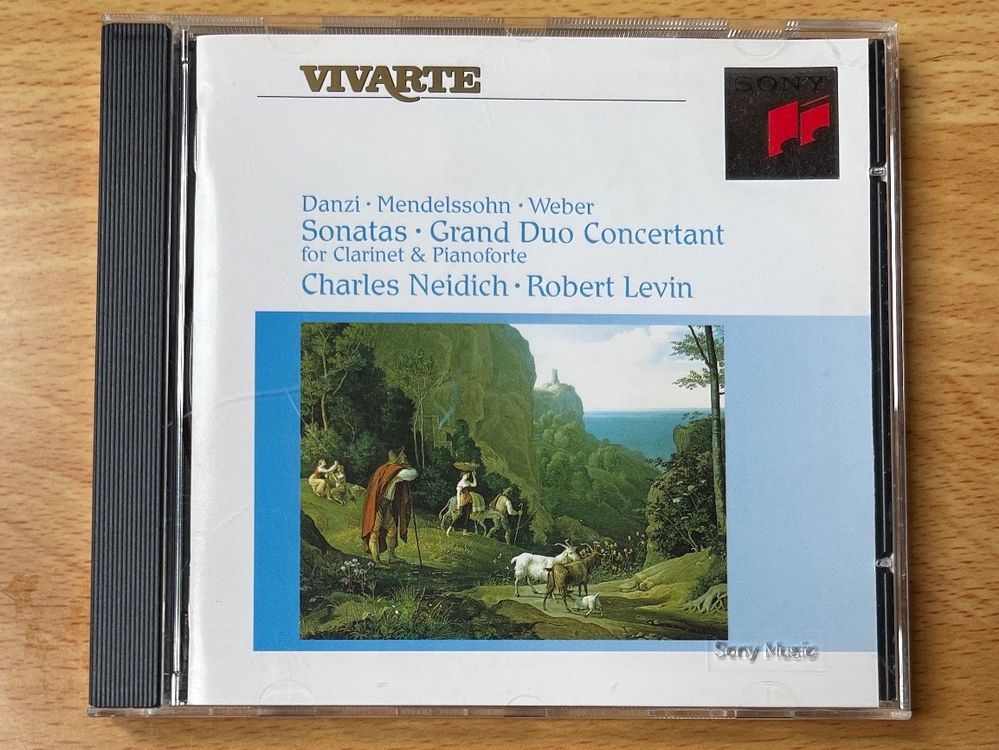 VIVARTE
SONY
Danzi · Mendelssohn · Weber
Sonatas · Grand Duo Concertant
for Clarinet & Pianoforte
Charles Neidich · Robert Levin
Sony Music